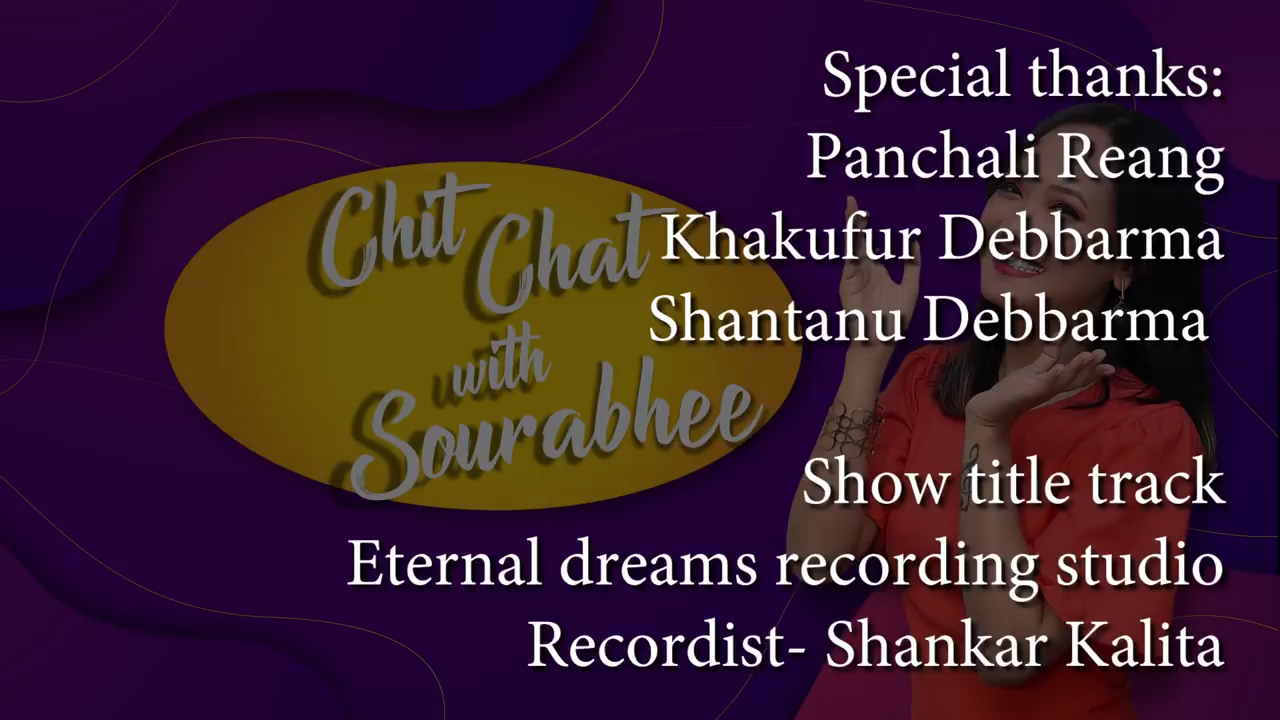 Chit Chat
with
Sourabhee
Special thanks:
Panchali Reang
Khakufur Debbarma
Shantanu Debbarma
Show title track
Eternal dreams recording studio
Recordist- Shankar Kalita